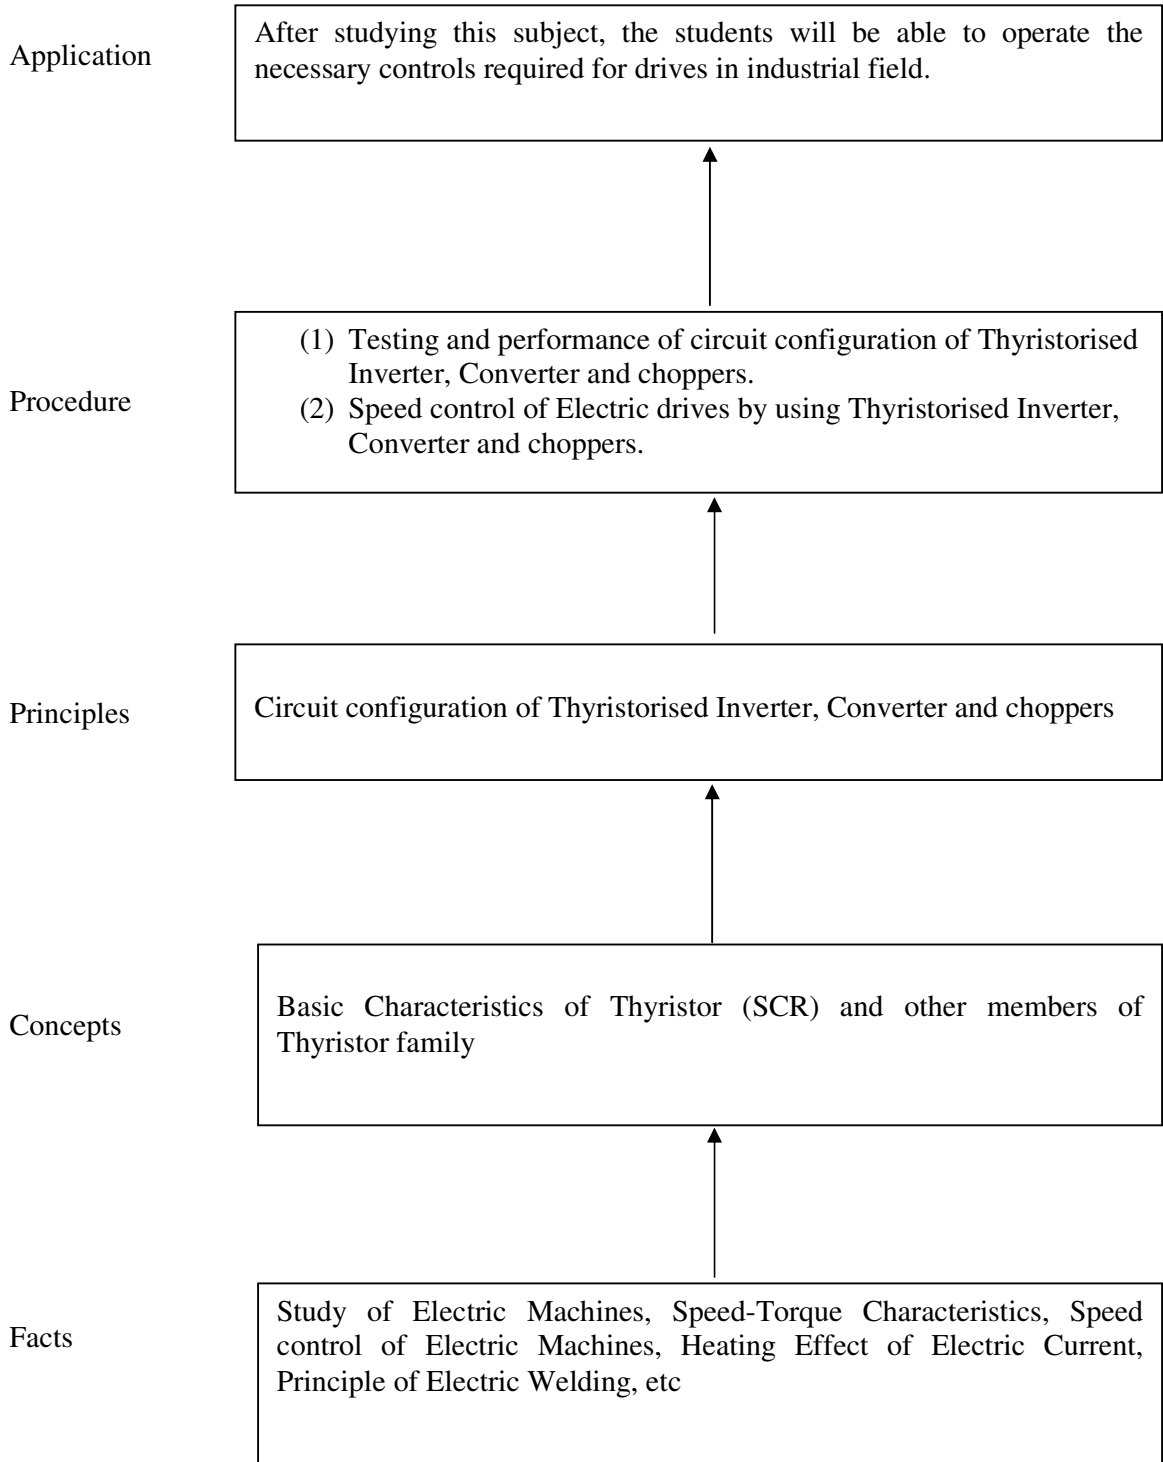 Application
After studying this subject, the students will be able to operate the
necessary controls required for drives in industrial field.
Procedure
(1) Testing and performance of circuit configuration of Thyristorised
Inverter, Converter and choppers.
(2) Speed control of Electric drives by using Thyristorised Inverter,
Converter and choppers.
Principles
Circuit configuration of Thyristorised Inverter, Converter and choppers
Concepts
Basic Characteristics of Thyristor (SCR) and other members of
Thyristor family
Facts
Study of Electric Machines, Speed-Torque Characteristics, Speed
control of Electric Machines, Heating Effect of Electric Current,
Principle of Electric Welding, etc